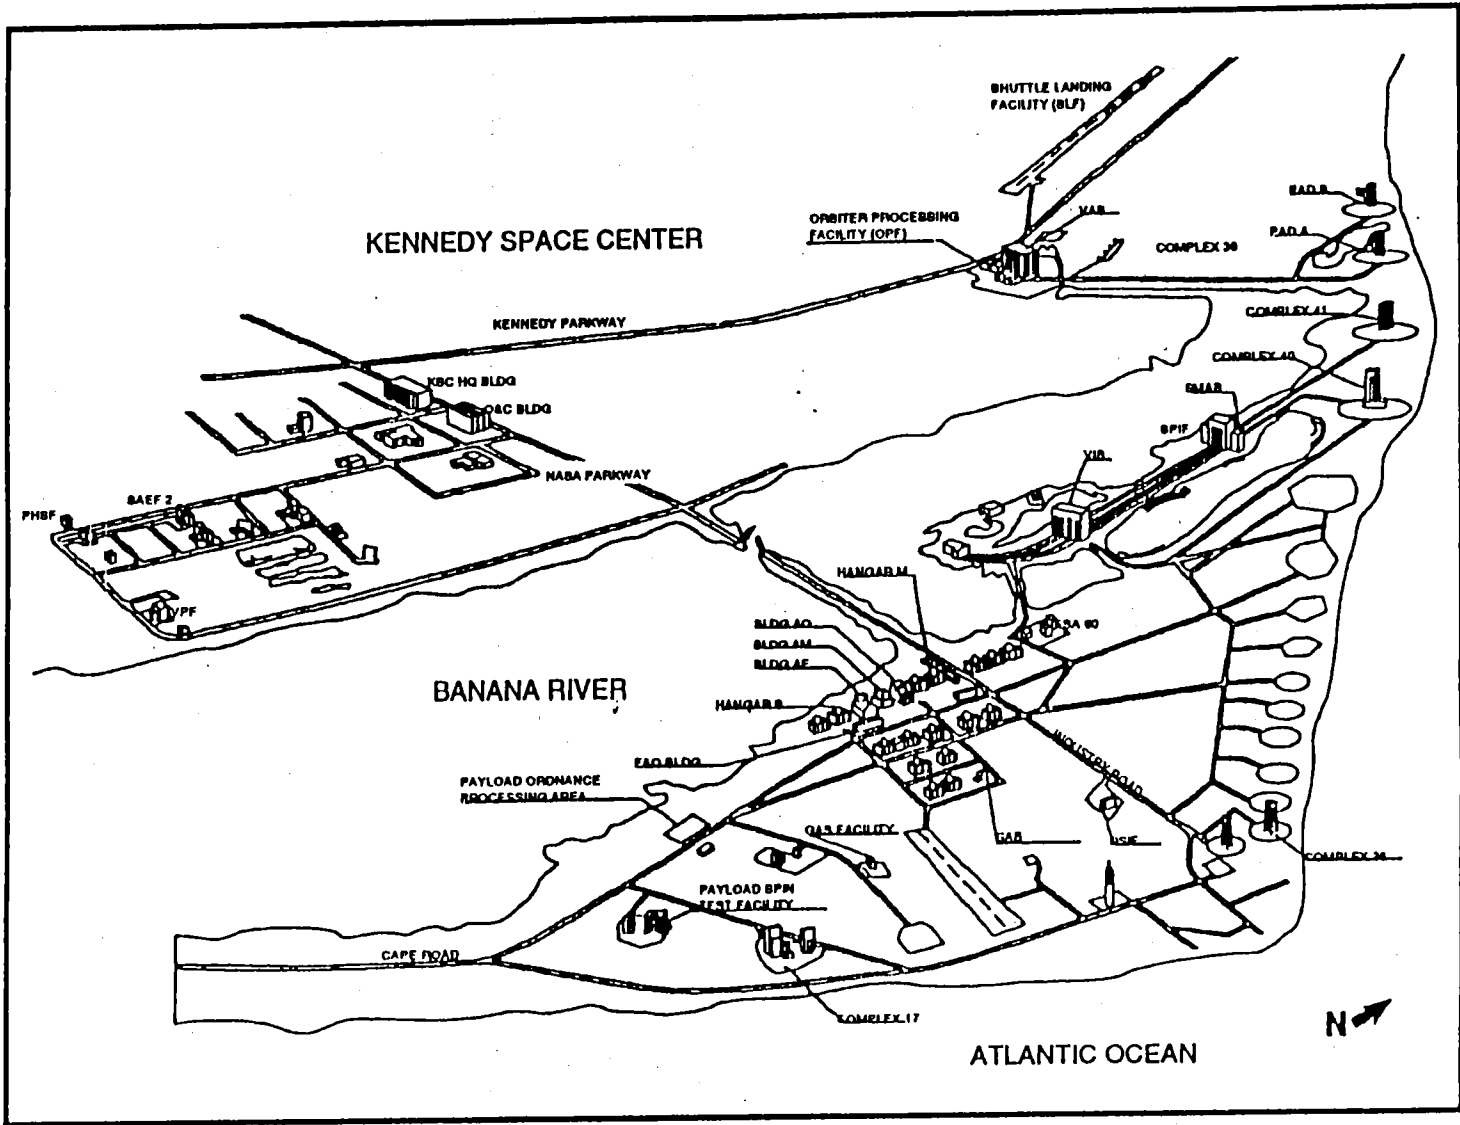 SHUTTLE LANDING
FACILITY (SLF)
PAD B
ORBITER PROCESSING
FACILITY (OPF)
VAB
KENNEDY SPACE CENTER
PAD A
COMPLEX 39
COMPLEX 41
KENNEDY PARKWAY
COMPLEX 40
KSC HQ BLDG
SMAB
O&C BLDG
SPIF
VIB
NASA PARKWAY
SAEF 2
PHSF
HANGAR M
VPF
BLDG AO
BLDG AM
BLDG AE
BANANA RIVER
HANGAR S
INDUSTRY ROAD
E&O BLDG
PAYLOAD ORDNANCE
PROCESSING AREA
GAS FACILITY
CAB
COMPLEX 36
PAYLOAD SPIN
TEST FACILITY
CAPE ROAD
COMPLEX 17
N
ATLANTIC OCEAN